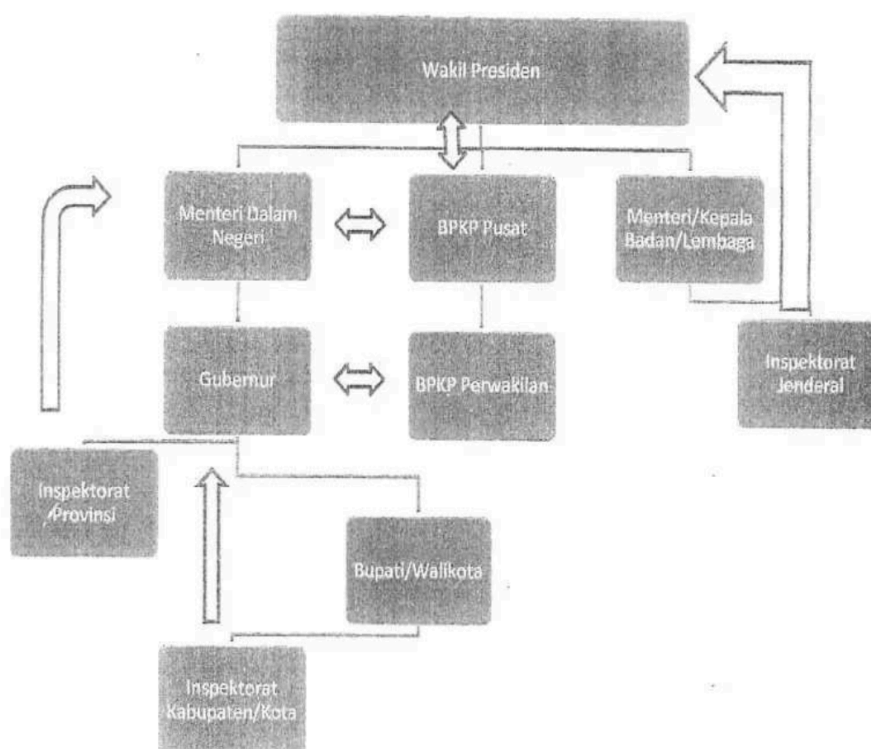 Wakil Presiden
Menteri Dalam
Negeri
BPKP Pusat
Menteri/Kepala
Badan/Lembaga
Gubernur
BPKP Perwakilan
Inspektorat
Jenderal
Inspektorat
Provinsi
Bupati/Walikota
Inspektorat
Kabupaten/Kota